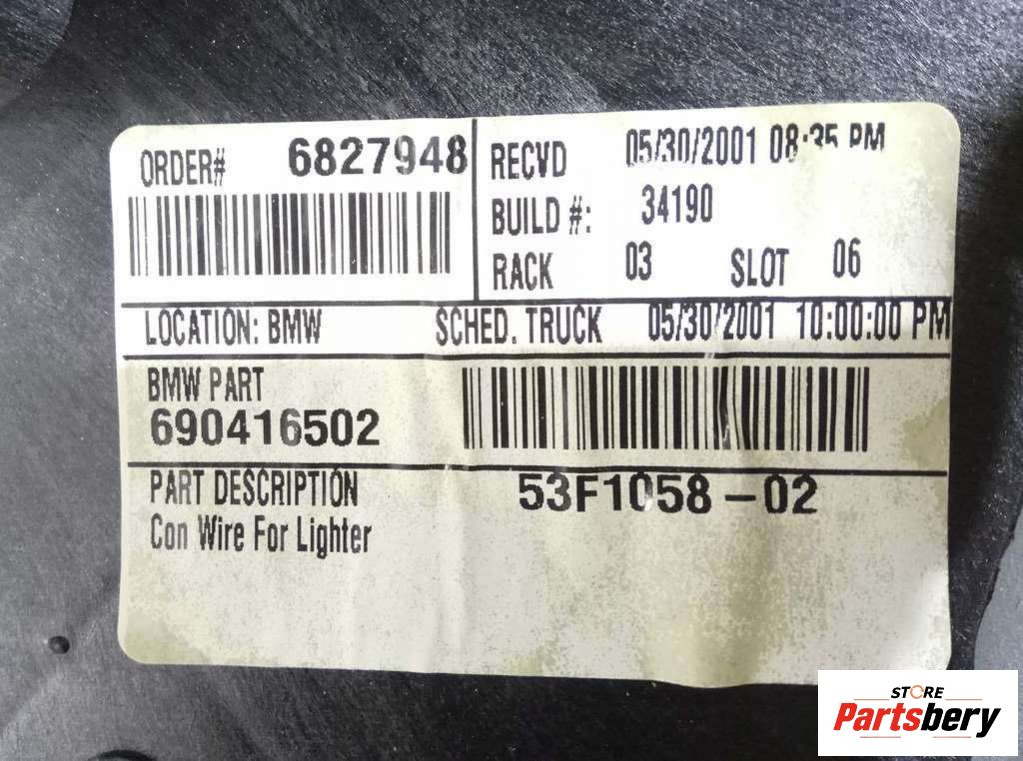 ORDER# 6827948
RECVD 05/30/2001 08:35 PM
BUILD #: 34190
RACK 03 SLOT 06
LOCATION: BMW SCHED. TRUCK 05/30/2001 10:00:00 PM
BMW PART
690416502
PART DESCRIPTION 53F1058-02
Con Wire For Lighter
STORE
Partsbery